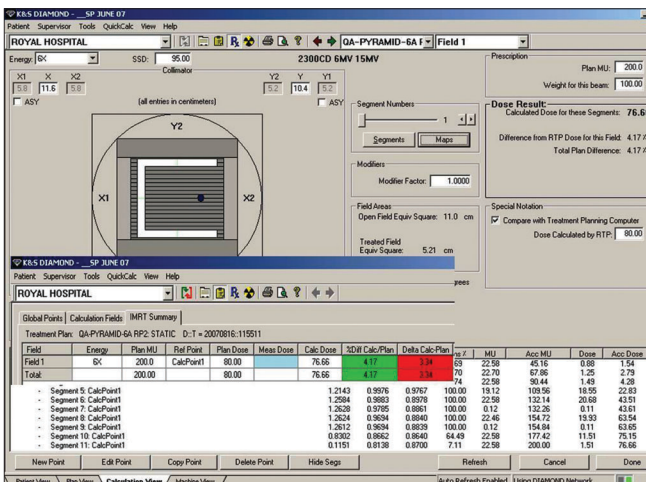 K&S DIAMOND - __SP JUNE 07
Patient Supervisor Tools QuickCalc View Help
ROYAL HOSPITAL QA-PYRAMID-6A F Field 1
Energy: 6X SSD: 95.00 2300CD 6MV 15MV
Collimator
X1 X X2 Y2 Y Y1
5.8 11.6 5.8 5.2 10.4 5.2
ASY (all entries in centimeters) ASY
Y2
X1 X2
Segment Numbers
1
Segments Maps
Modifiers
Modifier Factor: 1.0000
Field Areas
Open Field Equiv Square: 11.0 cm
Treated Field
Equiv Square: 5.21 cm
grees
Prescription
Plan MU: 200.0
Weight for this beam: 100.00
Dose Result:
Calculated Dose for these Segments: 76.6
Difference from RTP Dose for this Field: 4.17 %
Total Plan Difference: 4.17 %
Special Notation
Compare with Treatment Planning Computer
Dose Calculated by RTP: 80.00
K&S DIAMOND - __SP JUNE 07
Patient Supervisor Tools QuickCalc View Help
ROYAL HOSPITAL
Global Points Calculation Fields IMRT Summary
Treatment Plan: QA-PYRAMID-6A RP2: STATIC D::T = 20070816::115511
Field Energy Plan MU Ref Point Plan Dose Meas Dose Calc Dose %Diff Calc/Plan Delta Calc-Plan
Field 1 6X 200.0 CalcPoint1 80.00 76.66 4.17 3.34
Total: 200.00 80.00 76.66 4.17 3.34
ns % MU Acc MU Dose Acc Dose
69 22.58 45.16 0.88 1.54
70 22.70 67.86 1.25 2.79
74 22.58 90.44 1.49 4.28
- Segment 5: CalcPoint1 1.2143 0.9976 0.9767 100.00 19.12 109.56 18.55 22.83
- Segment 6: CalcPoint1 1.2584 0.9883 0.8978 100.00 22.58 132.14 20.68 43.51
- Segment 7: CalcPoint1 1.2628 0.9785 0.8861 100.00 0.12 132.26 0.11 43.61
- Segment 8: CalcPoint1 1.2624 0.9694 0.8840 100.00 22.46 154.72 19.93 63.54
- Segment 9: CalcPoint1 1.2612 0.9694 0.8839 100.00 0.12 154.84 0.11 63.65
- Segment 10: CalcPoint1 0.8302 0.8662 0.8640 64.49 22.58 177.42 11.51 75.15
- Segment 11: CalcPoint1 0.1151 0.8138 0.8700 7.11 22.58 200.00 1.51 76.66
New Point Edit Point Copy Point Delete Point Hide Segs Refresh Cancel Done
Patient View Plan View Calculation View Machine View Auto Refresh Enabled Using DIAMOND Network